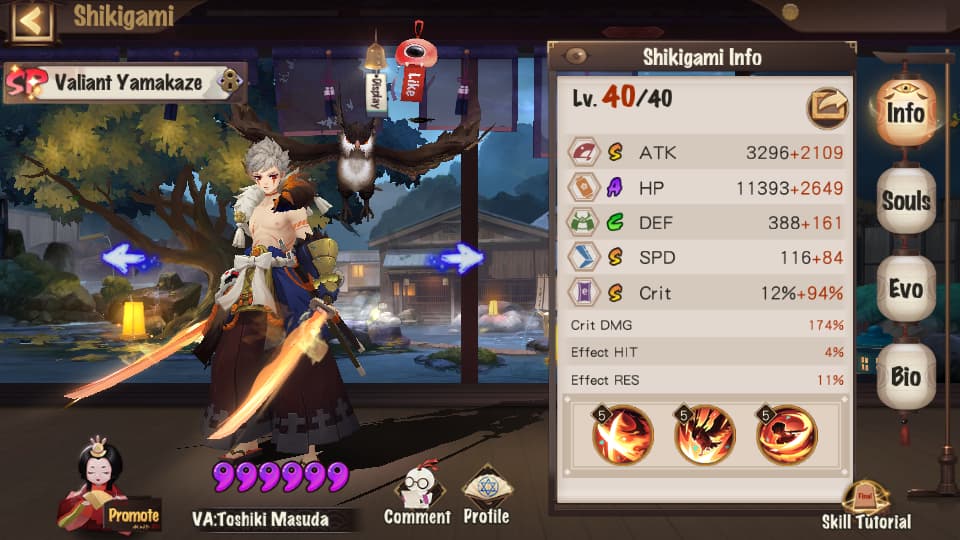 Shikigami
SP Valiant Yamakaze
Display
Like
Shikigami Info
Lv. 40/40
S ATK 3296+2109
A HP 11393+2649
C DEF 388+161
S SPD 116+84
S Crit 12%+94%
Crit DMG 174%
Effect HIT 4%
Effect RES 11%
5 5 5
Info
Souls
Evo
Bio
Promote
VA:Toshiki Masuda
Comment
Profile
Final
Skill Tutorial